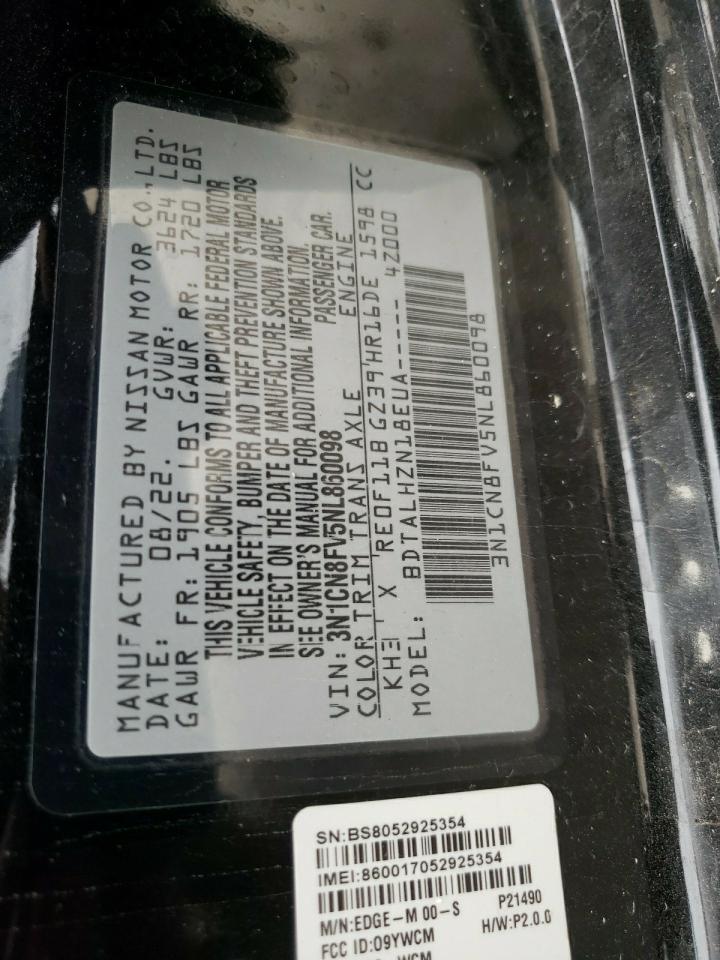 MANUFACTURED BY NISSAN MOTOR CO.,LTD.
DATE: 08/22. GVWR: 3624 LBS
GAWR FR: 1905 LBS GAWR RR: 1720 LBS
THIS VEHICLE CONFORMS TO ALL APPLICABLE FEDERAL MOTOR
VEHICLE SAFETY, BUMPER AND THEFT PREVENTION STANDARDS
IN EFFECT ON THE DATE OF MANUFACTURE SHOWN ABOVE.
SEE OWNER'S MANUAL FOR ADDITIONAL INFORMATION.
VIN: 3N1CN8FV5NL860098 PASSENGER CAR.
COLOR TRIM TRANS AXLE ENGINE
KH3 X RE0F11B GZ39 HR16DE 1598 CC
MODEL: BDTALHZN18EUA----- 4Z000
3N1CN8FV5NL860098
SN:BS8052925354
IMEI:860017052925354
M/N:EDGE-M 00-S P21490
FCC ID:O9YWCM H/W:P2.0.0
WCM